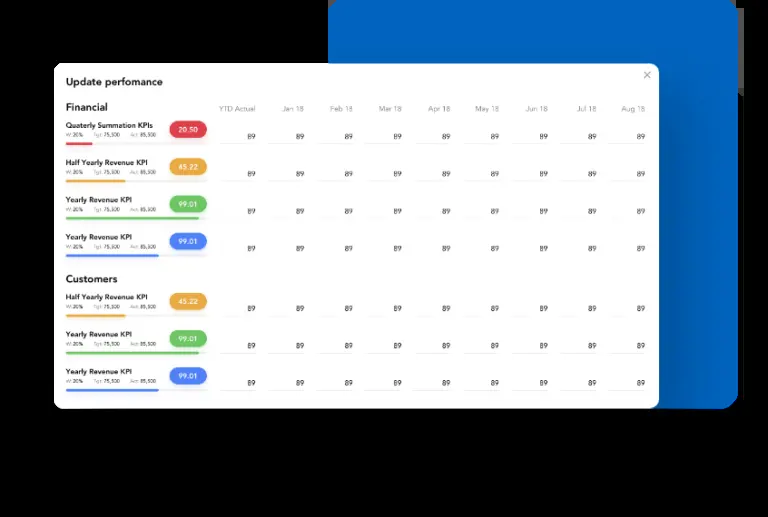 Update perfomance
Financial YTD Actual Jan 18 Feb 18 Mar 18 Apr 18 May 18 Jun 18 Jul 18 Aug 18
Quaterly Summation KPIs 20.50
W: 20% Tgt: 75,500 Act: 85,500 89 89 89 89 89 89 89 89 89
Half Yearly Revenue KPI 45.22
W: 20% Tgt: 75,500 Act: 85,500 89 89 89 89 89 89 89 89 89
Yearly Revenue KPI 99.01
W: 20% Tgt: 75,500 Act: 85,500 89 89 89 89 89 89 89 89 89
Yearly Revenue KPI 99.01
W: 20% Tgt: 75,500 Act: 85,500 89 89 89 89 89 89 89 89 89
Customers
Half Yearly Revenue KPI 45.22
W: 20% Tgt: 75,500 Act: 85,500 89 89 89 89 89 89 89 89 89
Yearly Revenue KPI 99.01
W: 20% Tgt: 75,500 Act: 85,500 89 89 89 89 89 89 89 89 89
Yearly Revenue KPI 99.01
W: 20% Tgt: 75,500 Act: 85,500 89 89 89 89 89 89 89 89 89